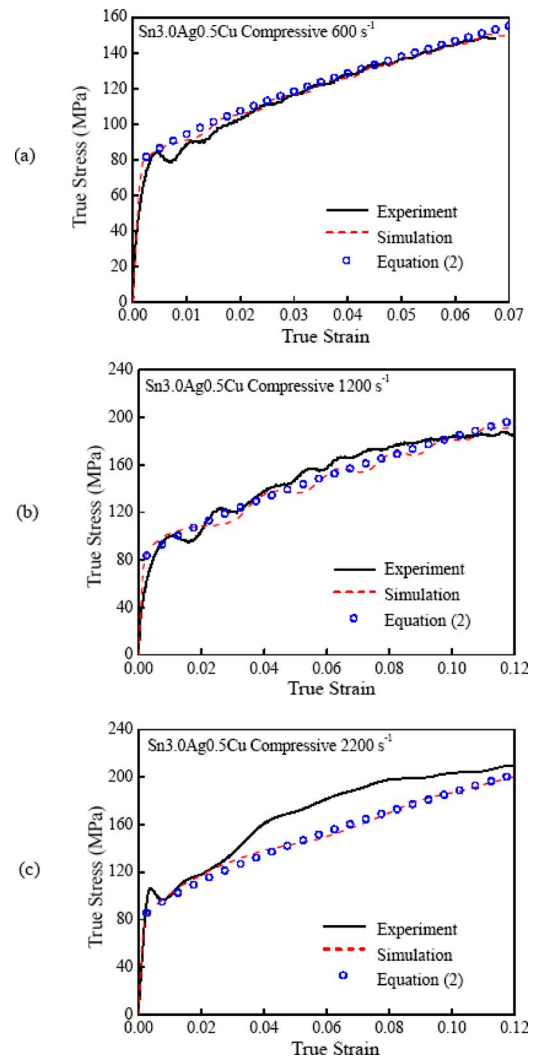 (a)
Sn3.0Ag0.5Cu Compressive 600 s⁻¹
True Stress (MPa)
160
140
120
100
80
60
40
20
0
Experiment
Simulation
Equation (2)
0.00 0.01 0.02 0.03 0.04 0.05 0.06 0.07
True Strain
(b)
Sn3.0Ag0.5Cu Compressive 1200 s⁻¹
True Stress (MPa)
240
200
160
120
80
40
0
Experiment
Simulation
Equation (2)
0.00 0.02 0.04 0.06 0.08 0.10 0.12
True Strain
(c)
Sn3.0Ag0.5Cu Compressive 2200 s⁻¹
True Stress (MPa)
240
200
160
120
80
40
0
Experiment
Simulation
Equation (2)
0.00 0.02 0.04 0.06 0.08 0.10 0.12
True Strain